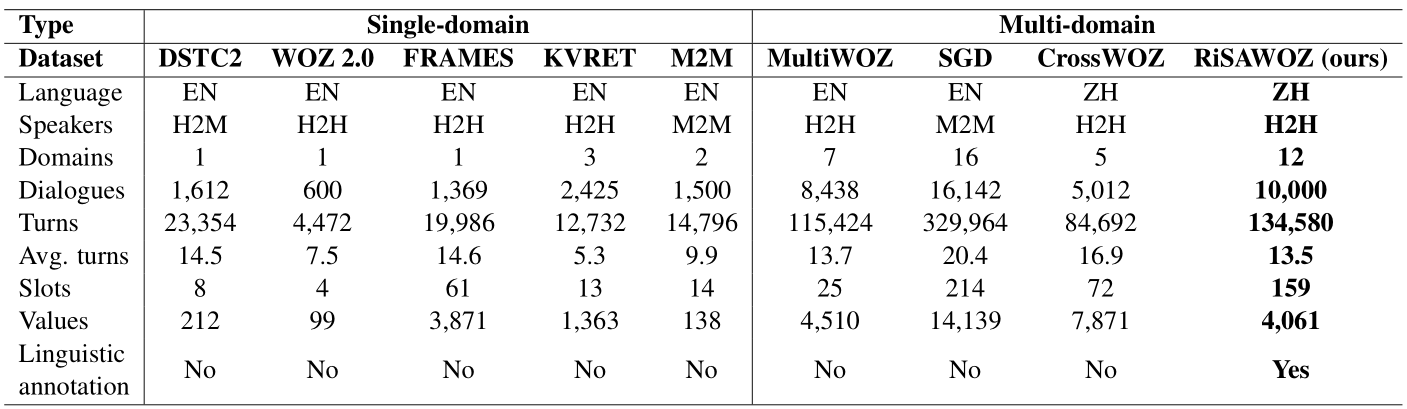 Type Single-domain Multi-domain
Dataset DSTC2 WOZ 2.0 FRAMES KVRET M2M MultiWOZ SGD CrossWOZ RiSAWOZ (ours)
Language EN EN EN EN EN EN EN ZH ZH
Speakers H2M H2H H2H H2H M2M H2H M2M H2H H2H
Domains 1 1 1 3 2 7 16 5 12
Dialogues 1,612 600 1,369 2,425 1,500 8,438 16,142 5,012 10,000
Turns 23,354 4,472 19,986 12,732 14,796 115,424 329,964 84,692 134,580
Avg. turns 14.5 7.5 14.6 5.3 9.9 13.7 20.4 16.9 13.5
Slots 8 4 61 13 14 25 214 72 159
Values 212 99 3,871 1,363 138 4,510 14,139 7,871 4,061
Linguistic
annotation No No No No No No No No Yes